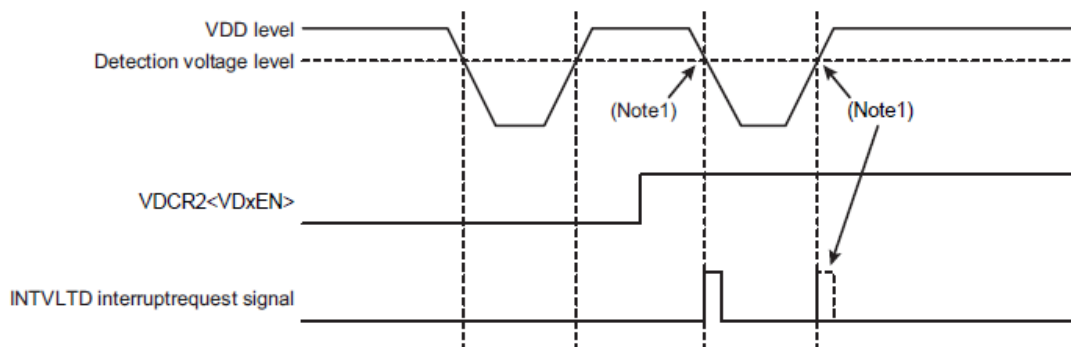 VDD level
Detection voltage level
(Note1)
(Note1)
VDCR2<VDxEN>
INTVLTD interruptrequest signal